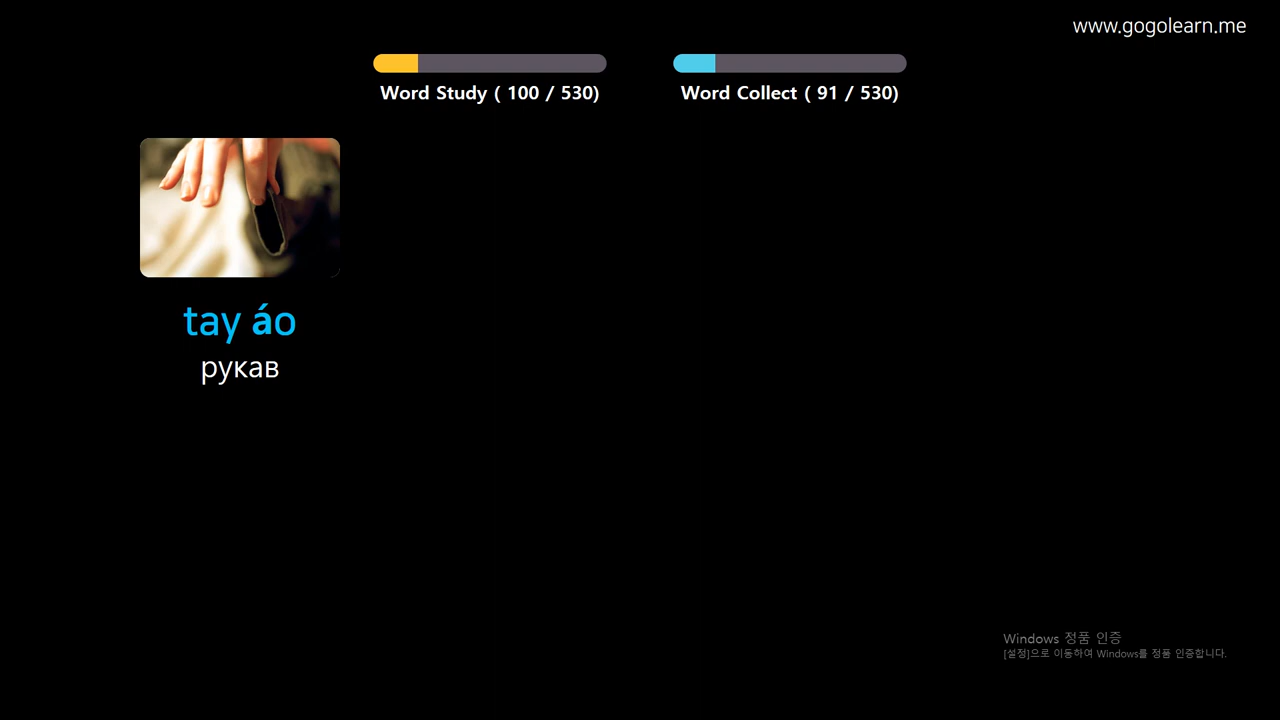 www.gogolearn.me
Word Study ( 100 / 530)
Word Collect ( 91 / 530)
tay áo
рукав
Windows 정품 인증
[설정]으로 이동하여 Windows를 정품 인증합니다.